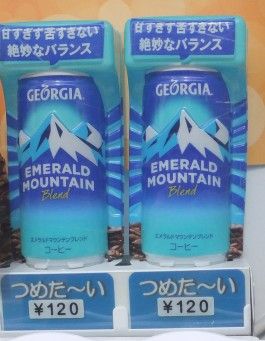 甘すぎず苦すぎない
絶妙なバランス
GEORGIA
EMERALD
MOUNTAIN
Blend
エメラルドマウンテンブレンド
コーヒー
つめた〜い
¥120
甘すぎず苦すぎない
絶妙なバランス
GEORGIA
EMERALD
MOUNTAIN
Blend
エメラルドマウンテンブレンド
コーヒー
つめた〜い
¥120